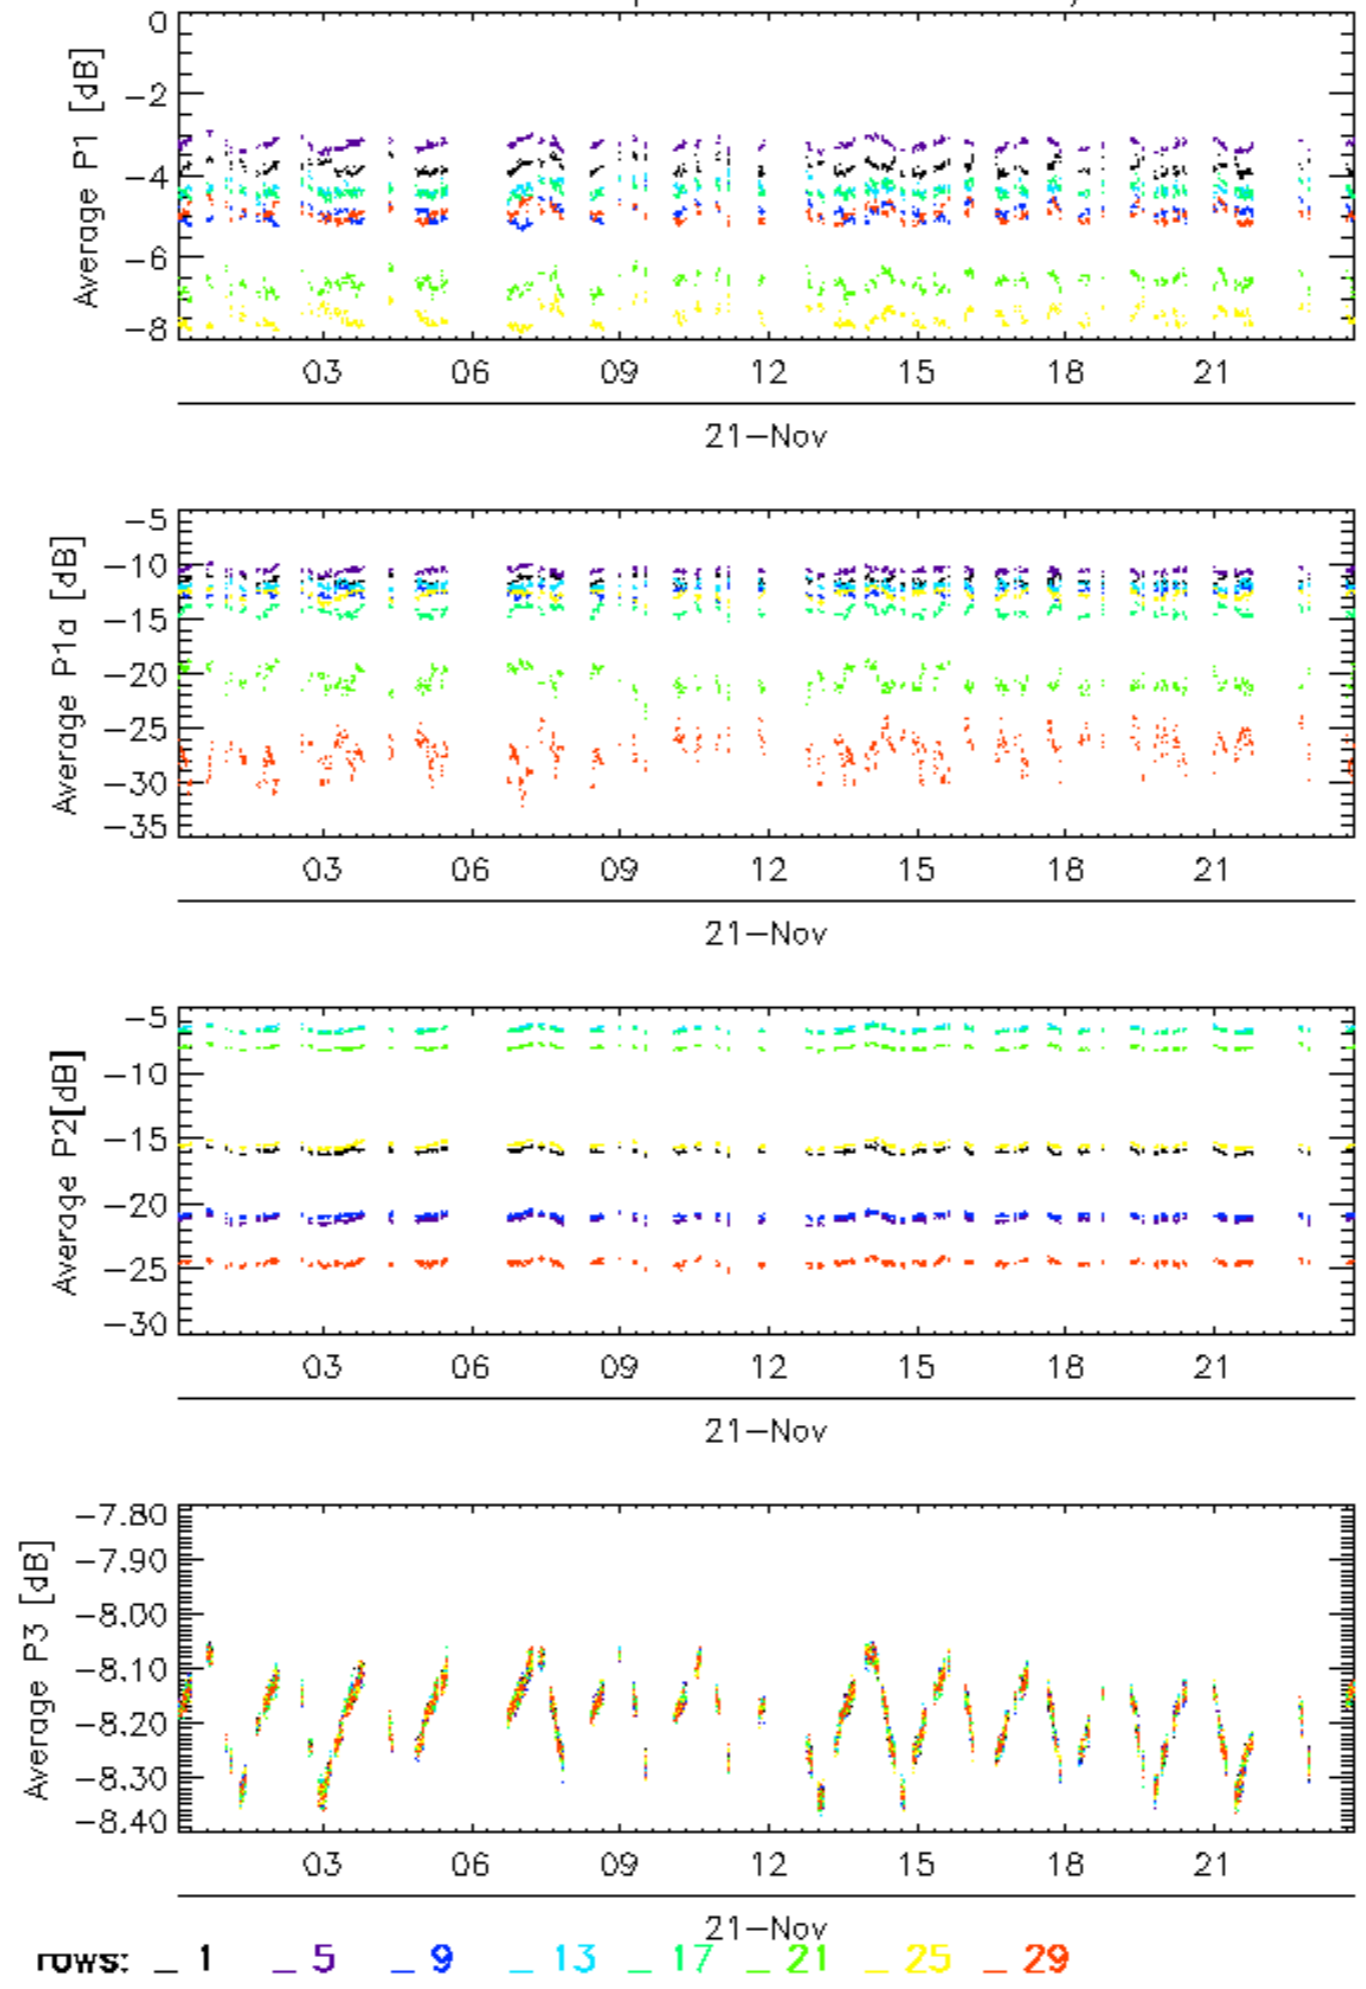 0
-2
-4
-6
-8
Average P1 [dB]
03 06 09 12 15 18 21
21-Nov
-5
-10
-15
-20
-25
-30
-35
Average P1a [dB]
03 06 09 12 15 18 21
21-Nov
-5
-10
-15
-20
-25
-30
Average P2[dB]
03 06 09 12 15 18 21
21-Nov
-7.80
-7.90
-8.00
-8.10
-8.20
-8.30
-8.40
Average P3 [dB]
03 06 09 12 15 18 21
21-Nov
rows: _ 1 _ 5 _ 9 _ 13 _ 17 _ 21 _ 25 _ 29